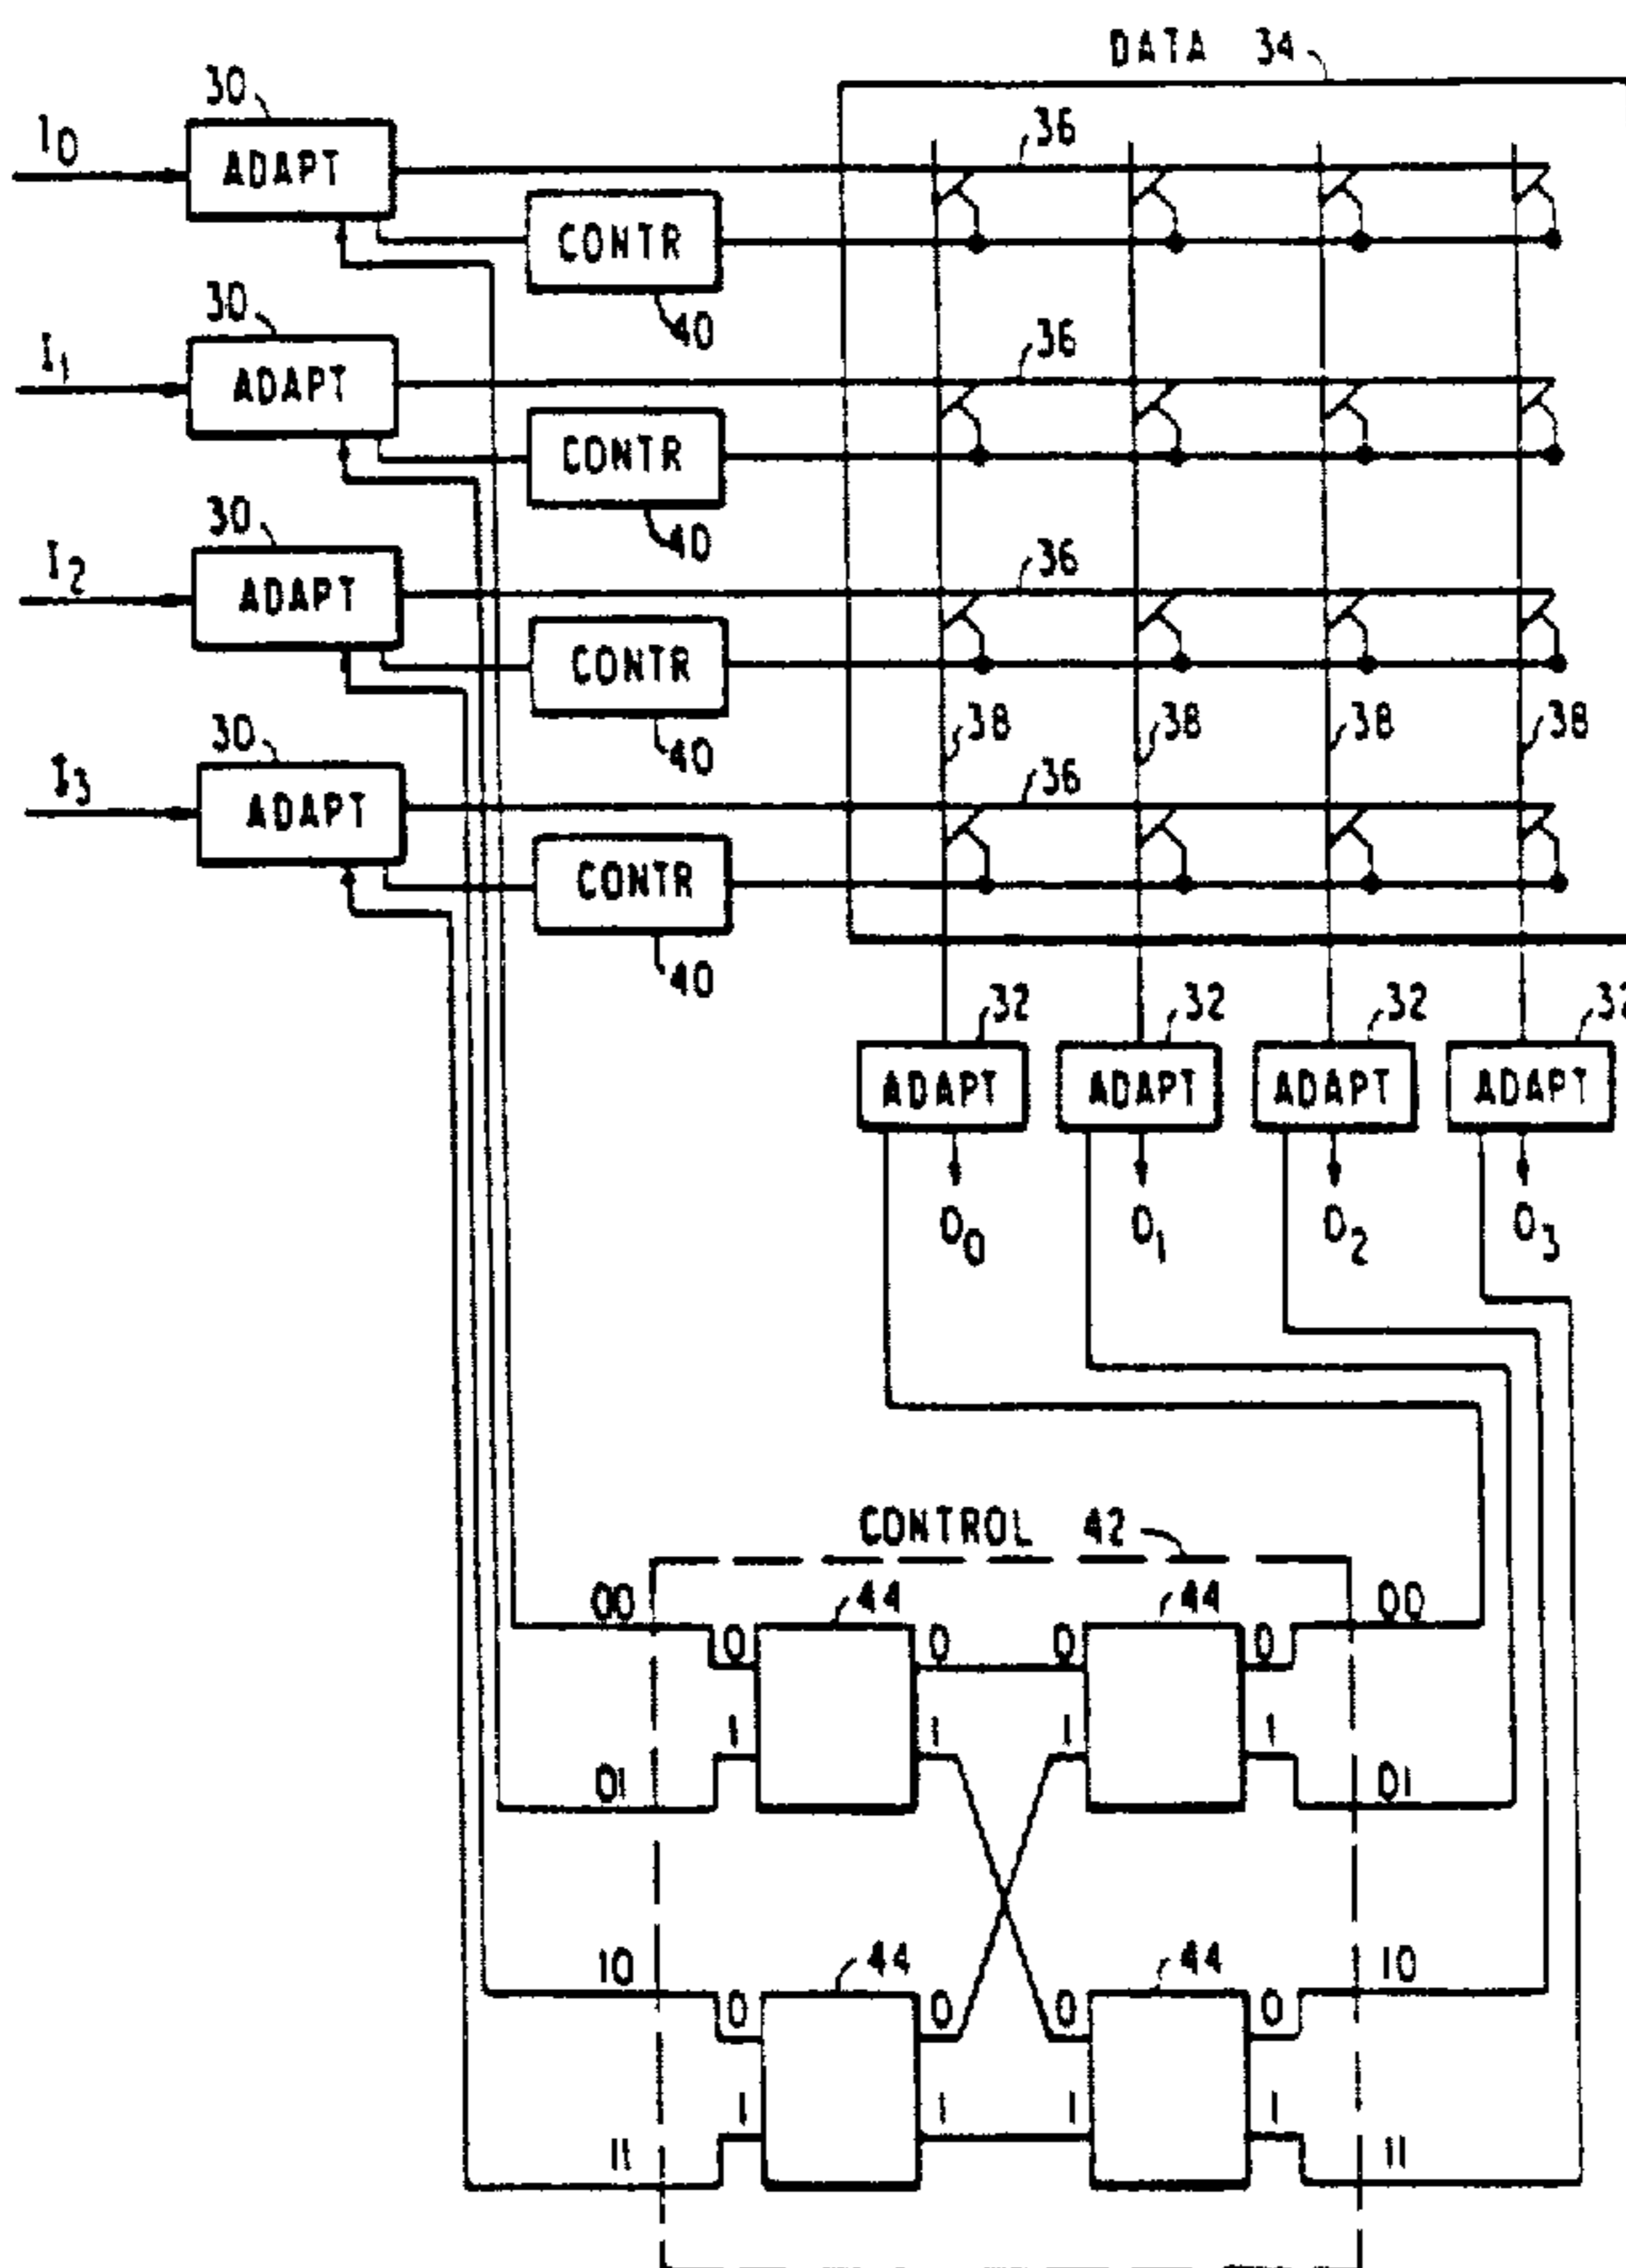 DATA 34
30
I0
ADAPT
36
CONTR
40
30
I1
ADAPT
36
CONTR
40
30
I2
ADAPT
36
CONTR
40
38 38 38 38
30
I3
ADAPT
36
CONTR
40
32 32 32 32
ADAPT ADAPT ADAPT ADAPT
O0 O1 O2 O3
CONTROL 42
44 44
00 0 0 0 0 00
1 1 1 1
01 01
44 44
10 0 0 0 0 10
1 1 1 1
11 11